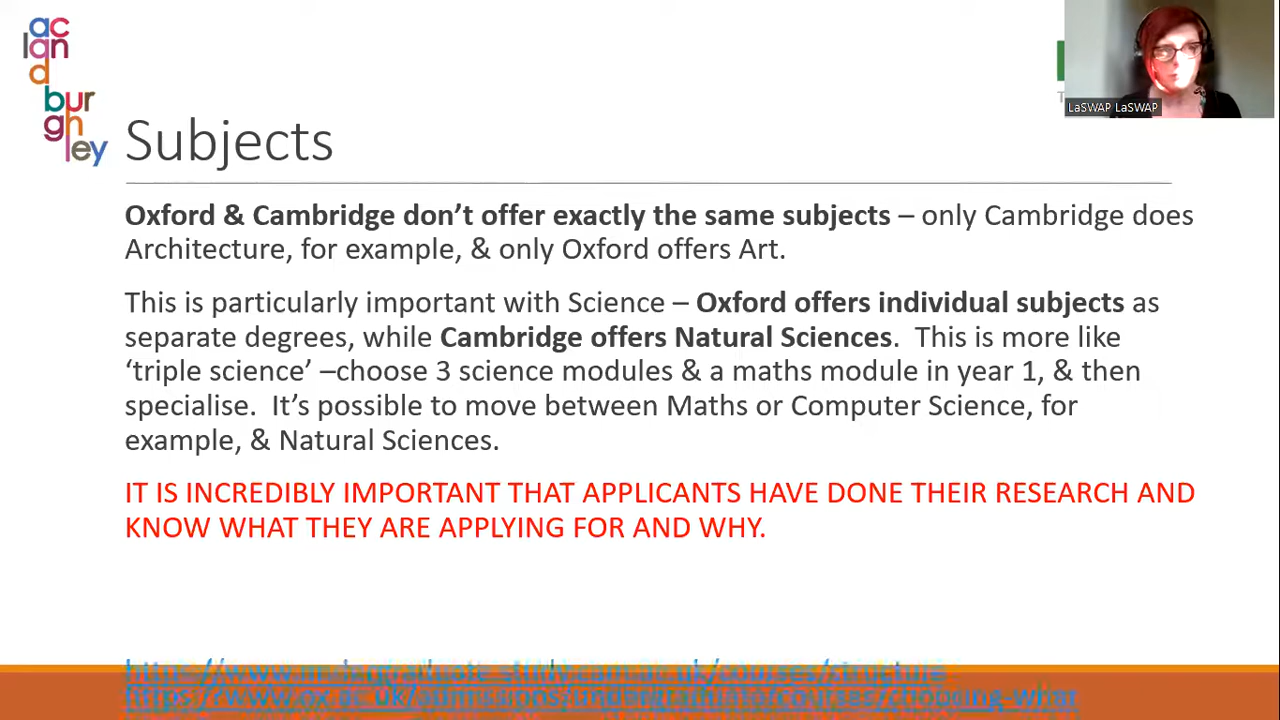 ac
lan
d
bur
gh
ley
LaSWAP LaSWAP
Subjects
Oxford & Cambridge don’t offer exactly the same subjects – only Cambridge does
Architecture, for example, & only Oxford offers Art.
This is particularly important with Science – Oxford offers individual subjects as
separate degrees, while Cambridge offers Natural Sciences. This is more like
‘triple science’ –choose 3 science modules & a maths module in year 1, & then
specialise. It’s possible to move between Maths or Computer Science, for
example, & Natural Sciences.
IT IS INCREDIBLY IMPORTANT THAT APPLICANTS HAVE DONE THEIR RESEARCH AND
KNOW WHAT THEY ARE APPLYING FOR AND WHY.